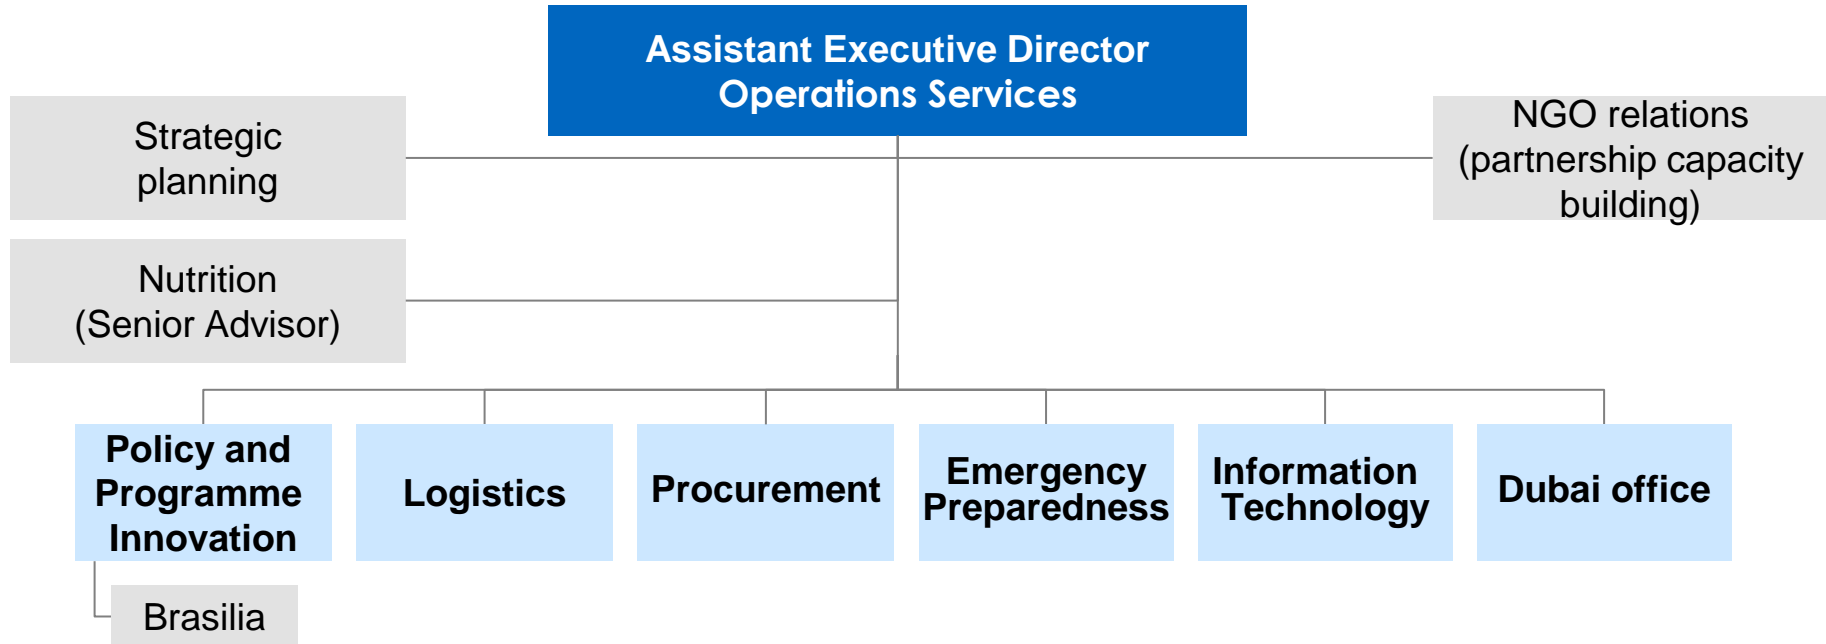 Assistant Executive Director
Operations Services
Strategic
planning
NGO relations
(partnership capacity
building)
Nutrition
(Senior Advisor)
Policy and
Programme
Innovation
Logistics
Procurement
Emergency
Preparedness
Information
Technology
Dubai office
Brasilia